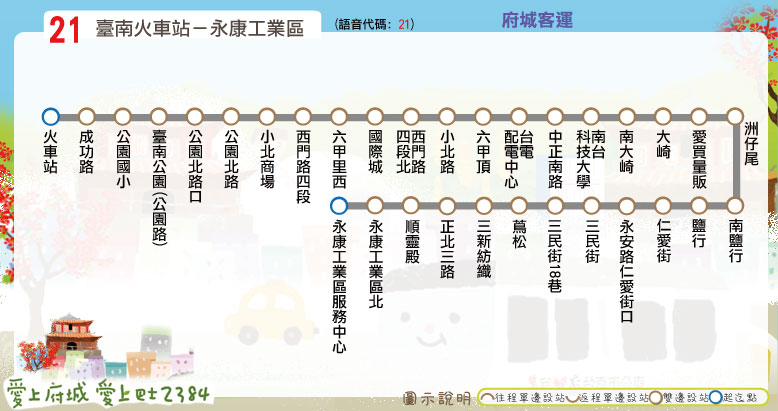 21 臺南火車站－永康工業區 （語音代碼：21） 府城客運
火車站
成功路
公園國小
臺南公園(公園路)
公園北路口
公園北路
小北商場
西門路四段
六甲里西
國際城
西門路四段北
小北路
六甲頂
台電配電中心
中正南路
南台科技大學
南大崎
大崎
愛買量販
洲仔尾
南鹽行
鹽行
仁愛街
永安路仁愛街口
三民街
三民街18巷
蔦松
三新紡織
正北三路
順靈殿
永康工業區北
永康工業區服務中心
愛上府城 愛上巴士2384
圖示說明 往程單邊設站 返程單邊設站 雙邊設站 起迄點